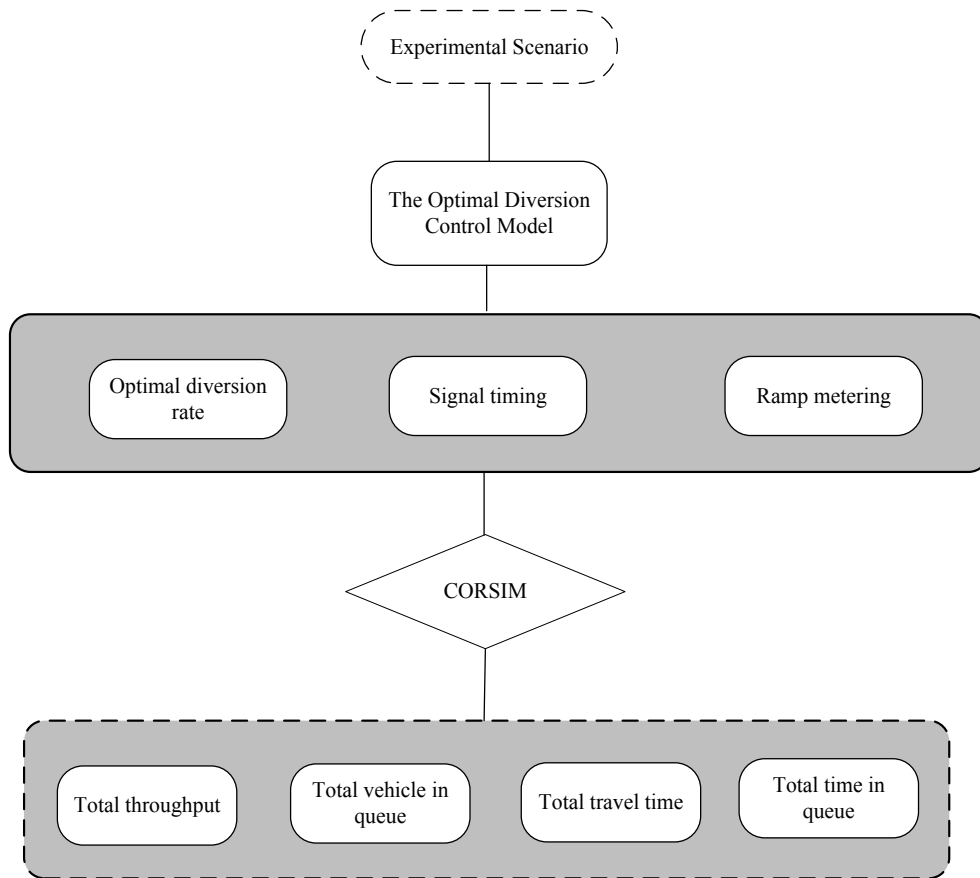 Experimental Scenario
The Optimal Diversion
Control Model
Optimal diversion
rate
Signal timing
Ramp metering
CORSIM
Total throughput
Total vehicle in
queue
Total travel time
Total time in
queue